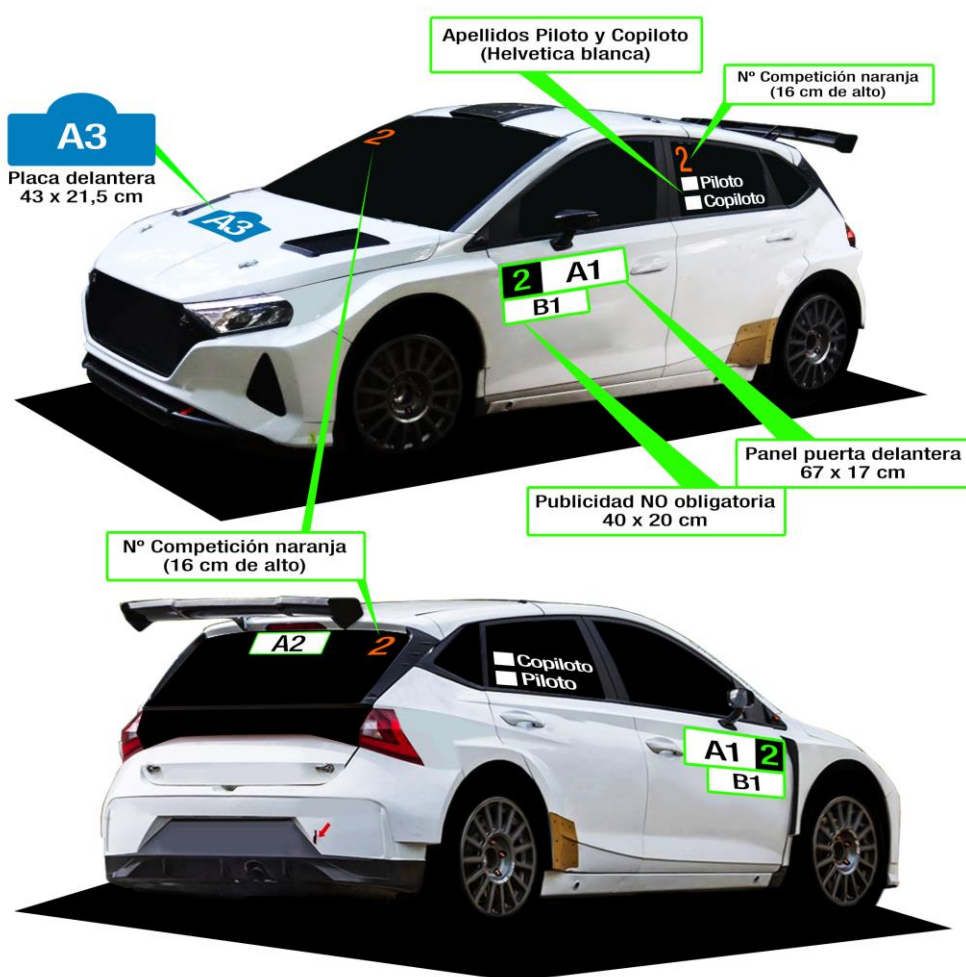 Apellidos Piloto y Copiloto
(Helvetica blanca)
Nº Competición naranja
(16 cm de alto)
A3
Placa delantera
43 x 21,5 cm
2
2
Piloto
Copiloto
A3
2 A1
B1
Panel puerta delantera
67 x 17 cm
Publicidad NO obligatoria
40 x 20 cm
Nº Competición naranja
(16 cm de alto)
A2 2
Copiloto
Piloto
A1 2
B1